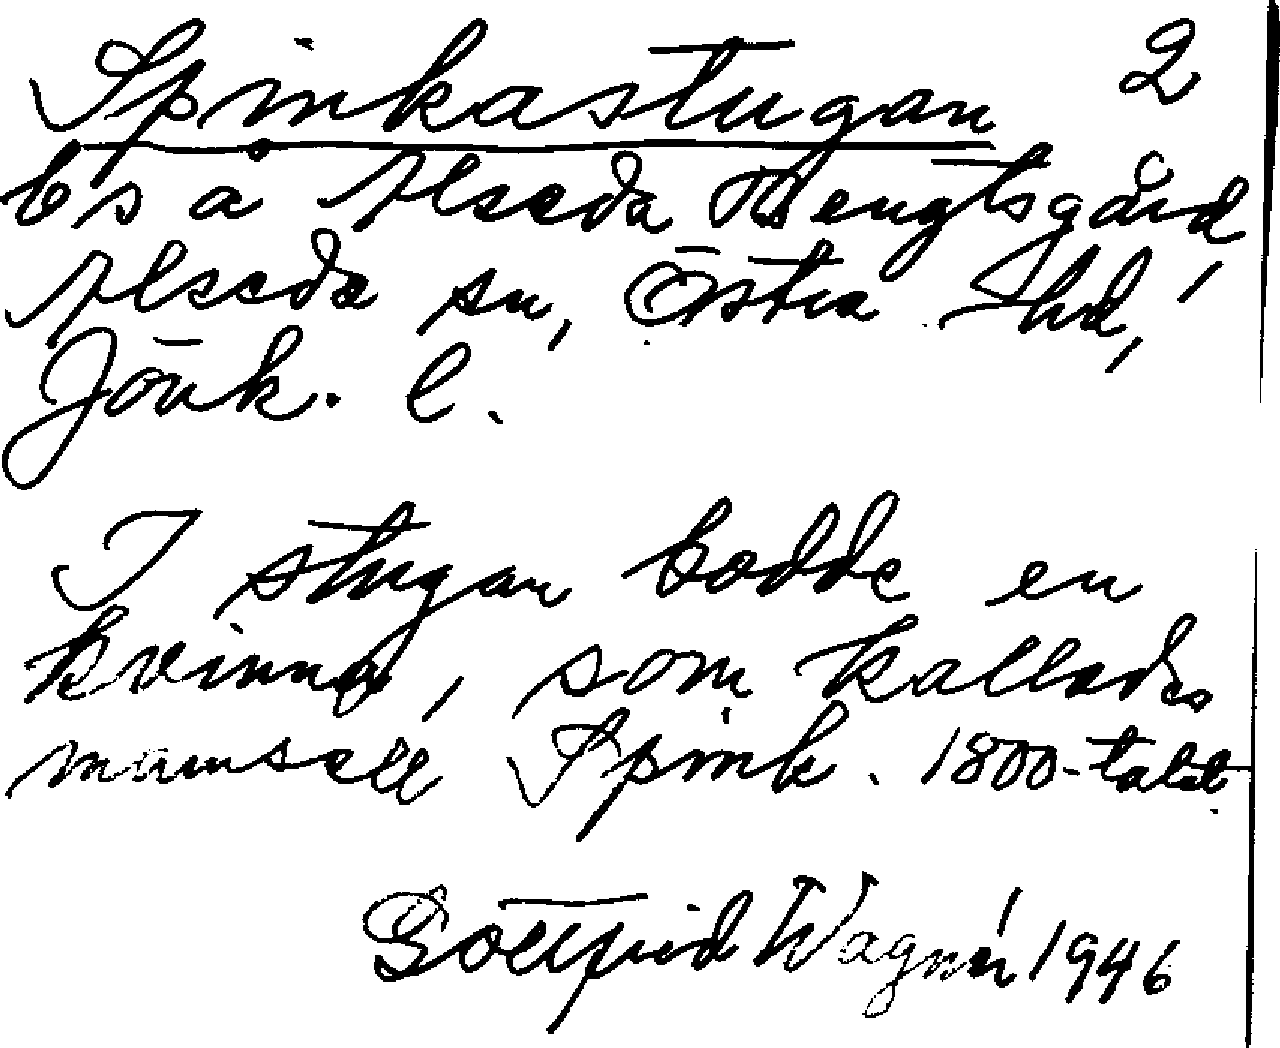 Spinkastugan 2
bs å Alseda Bengtsgård,
Alseda sn, Östra hd,
Jönk. l.
I stugan bodde en
kvinna, som kallades
mamsell Spink. 1800-talet.
Gottfrid Wagnér 1946